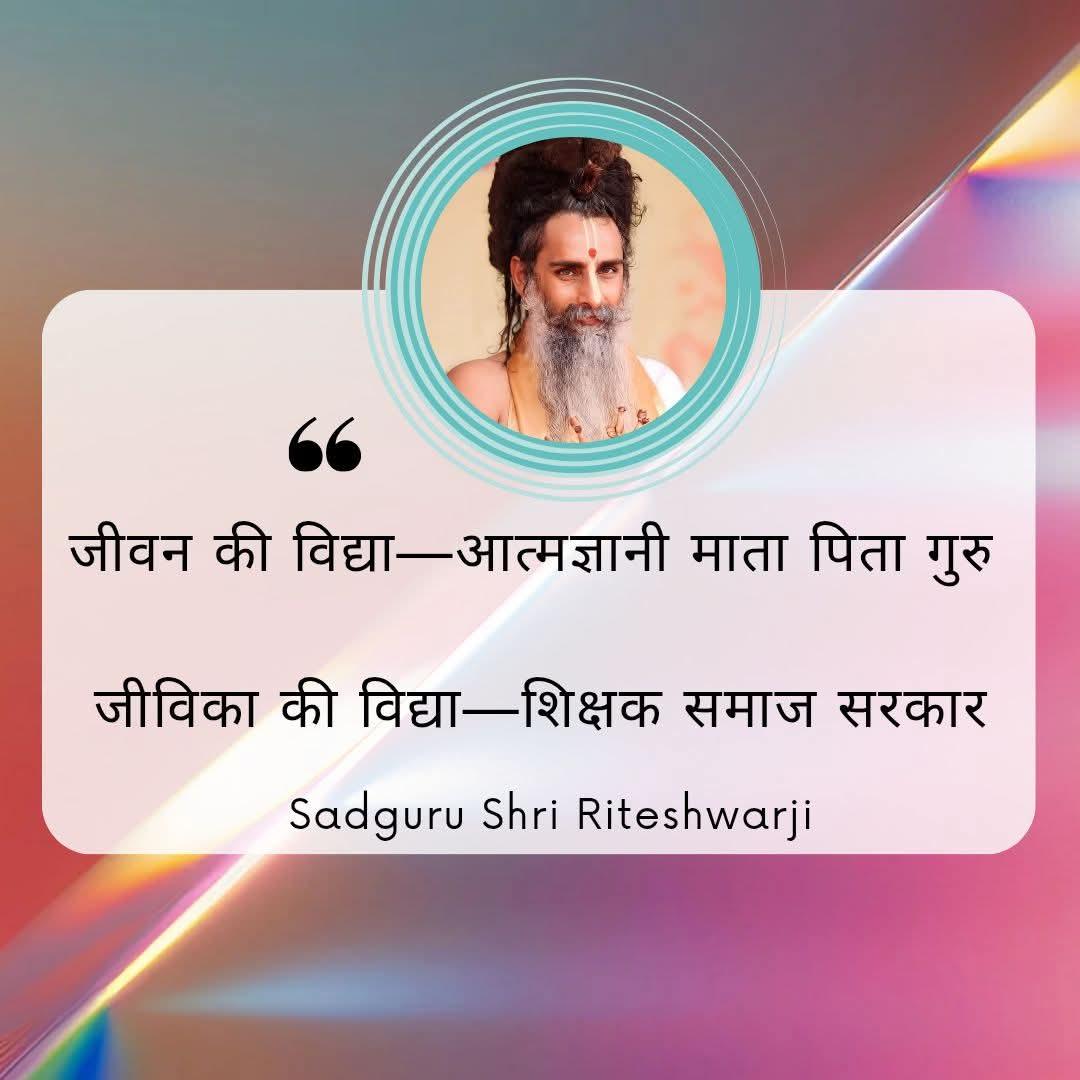 ❝
जीवन की विद्या—आत्मज्ञानी माता पिता गुरु
जीविका की विद्या—शिक्षक समाज सरकार
Sadguru Shri Riteshwarji